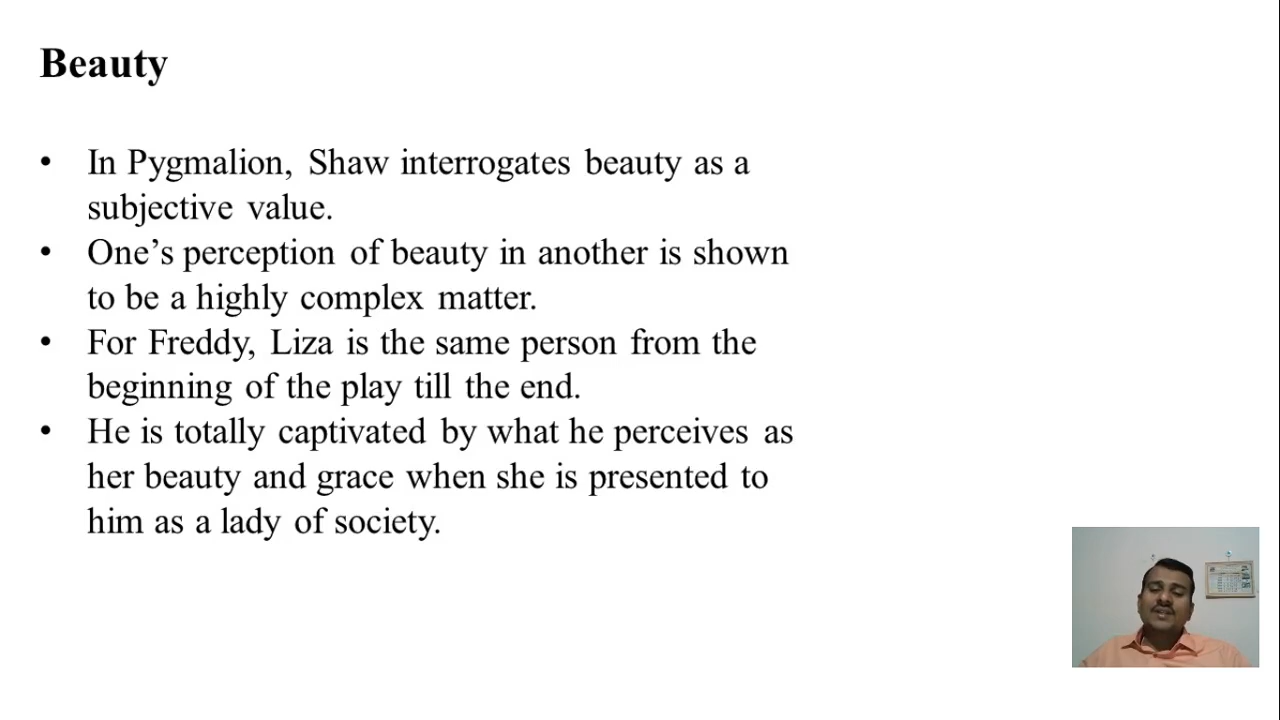 Beauty
• In Pygmalion, Shaw interrogates beauty as a
subjective value.
• One’s perception of beauty in another is shown
to be a highly complex matter.
• For Freddy, Liza is the same person from the
beginning of the play till the end.
• He is totally captivated by what he perceives as
her beauty and grace when she is presented to
him as a lady of society.